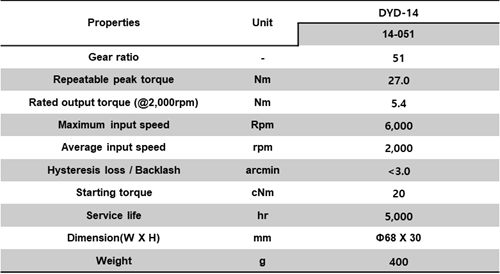 Properties Unit DYD-14
14-051
Gear ratio - 51
Repeatable peak torque Nm 27.0
Rated output torque (@2,000rpm) Nm 5.4
Maximum input speed Rpm 6,000
Average input speed rpm 2,000
Hysteresis loss / Backlash arcmin <3.0
Starting torque cNm 20
Service life hr 5,000
Dimension(W X H) mm Φ68 X 30
Weight g 400